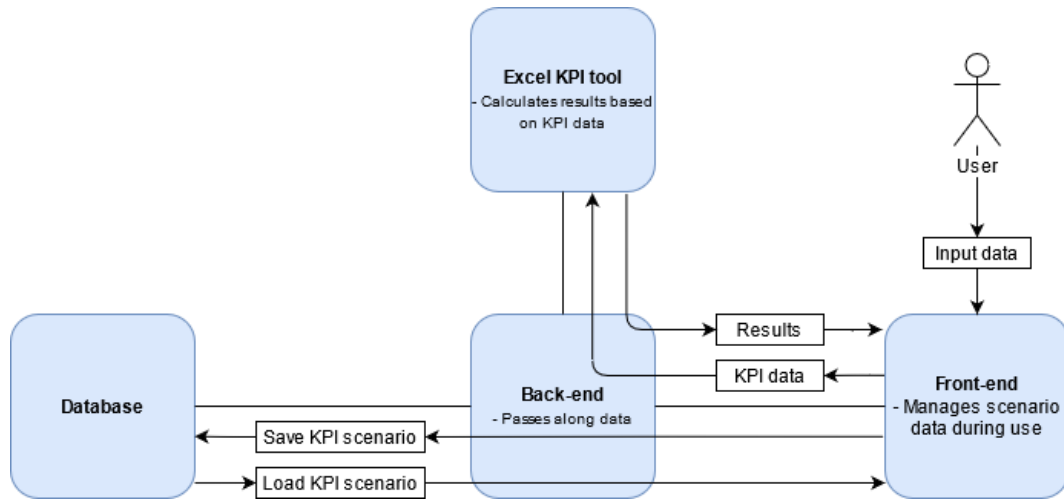 Excel KPI tool
- Calculates results based
on KPI data
User
Input data
Results
KPI data
Database
Back-end
- Passes along data
Front-end
- Manages scenario
data during use
Save KPI scenario
Load KPI scenario